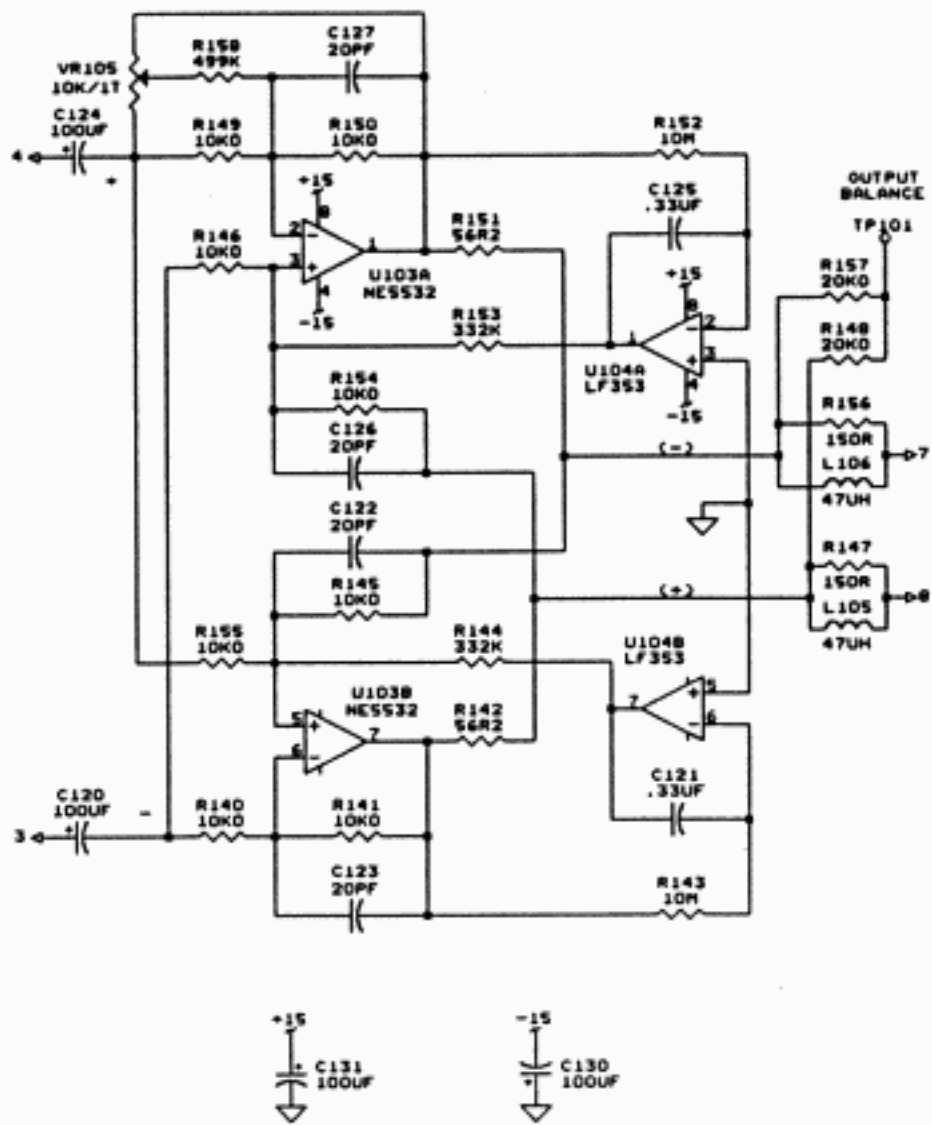 C127
20PF
R158
499K
VR105
10K/1T
C124
100UF
R149
10K0
R150
10K0
R152
10M
4
+
+
+15
8
C125
.33UF
OUTPUT
BALANCE
TP101
R146
10K0
2
-
3
+
1
4
-15
U103A
NE5532
R151
56R2
R157
20K0
+15
8
R153
332K
1
2
-
3
+
4
-15
U104A
LF353
R148
20K0
R154
10K0
C126
20PF
R156
150R
L106
47UH
7
(-)
C122
20PF
R145
10K0
R147
150R
L105
47UH
8
(+)
R155
10K0
R144
332K
U104B
LF353
7
5
+
6
-
U103B
NE5532
5
+
6
-
7
R142
56R2
C121
.33UF
C120
100UF
3
+
-
R140
10K0
R141
10K0
C123
20PF
R143
10M
+15
+
C131
100UF
-15
+
C130
100UF